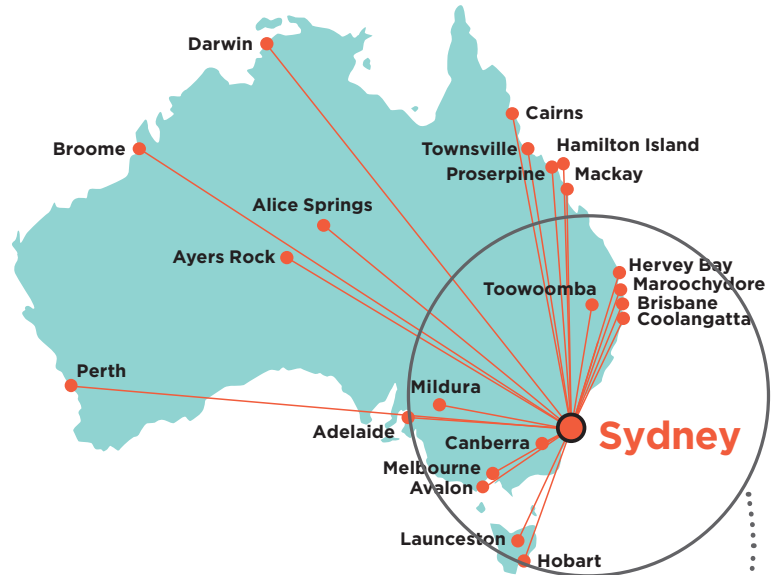 Darwin
Cairns
Broome
Townsville
Hamilton Island
Proserpine
Mackay
Alice Springs
Ayers Rock
Hervey Bay
Maroochydore
Toowoomba
Brisbane
Coolangatta
Perth
Mildura
Adelaide
Canberra
Sydney
Melbourne
Avalon
Launceston
Hobart